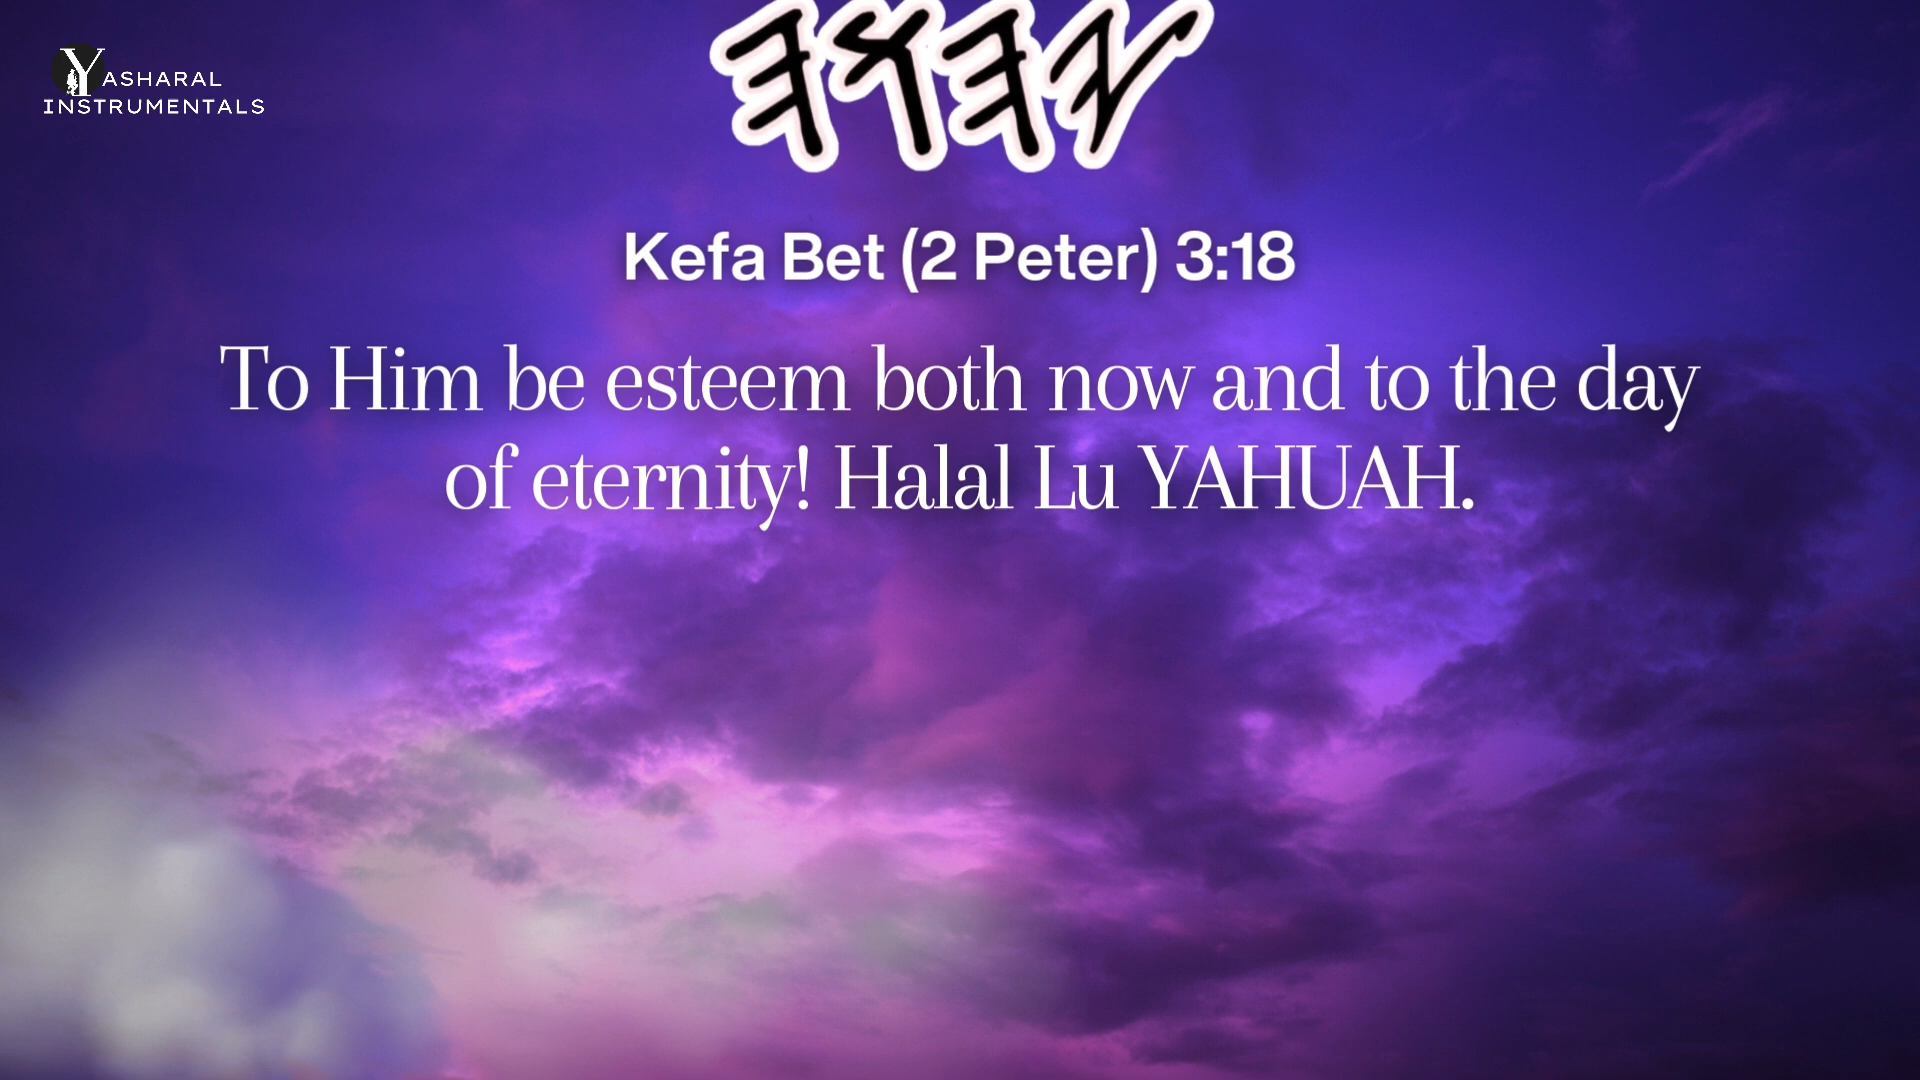 YASHARAL
INSTRUMENTALS
𐤉𐤄𐤅𐤄
Kefa Bet (2 Peter) 3:18
To Him be esteem both now and to the day
of eternity! Halal Lu YAHUAH.